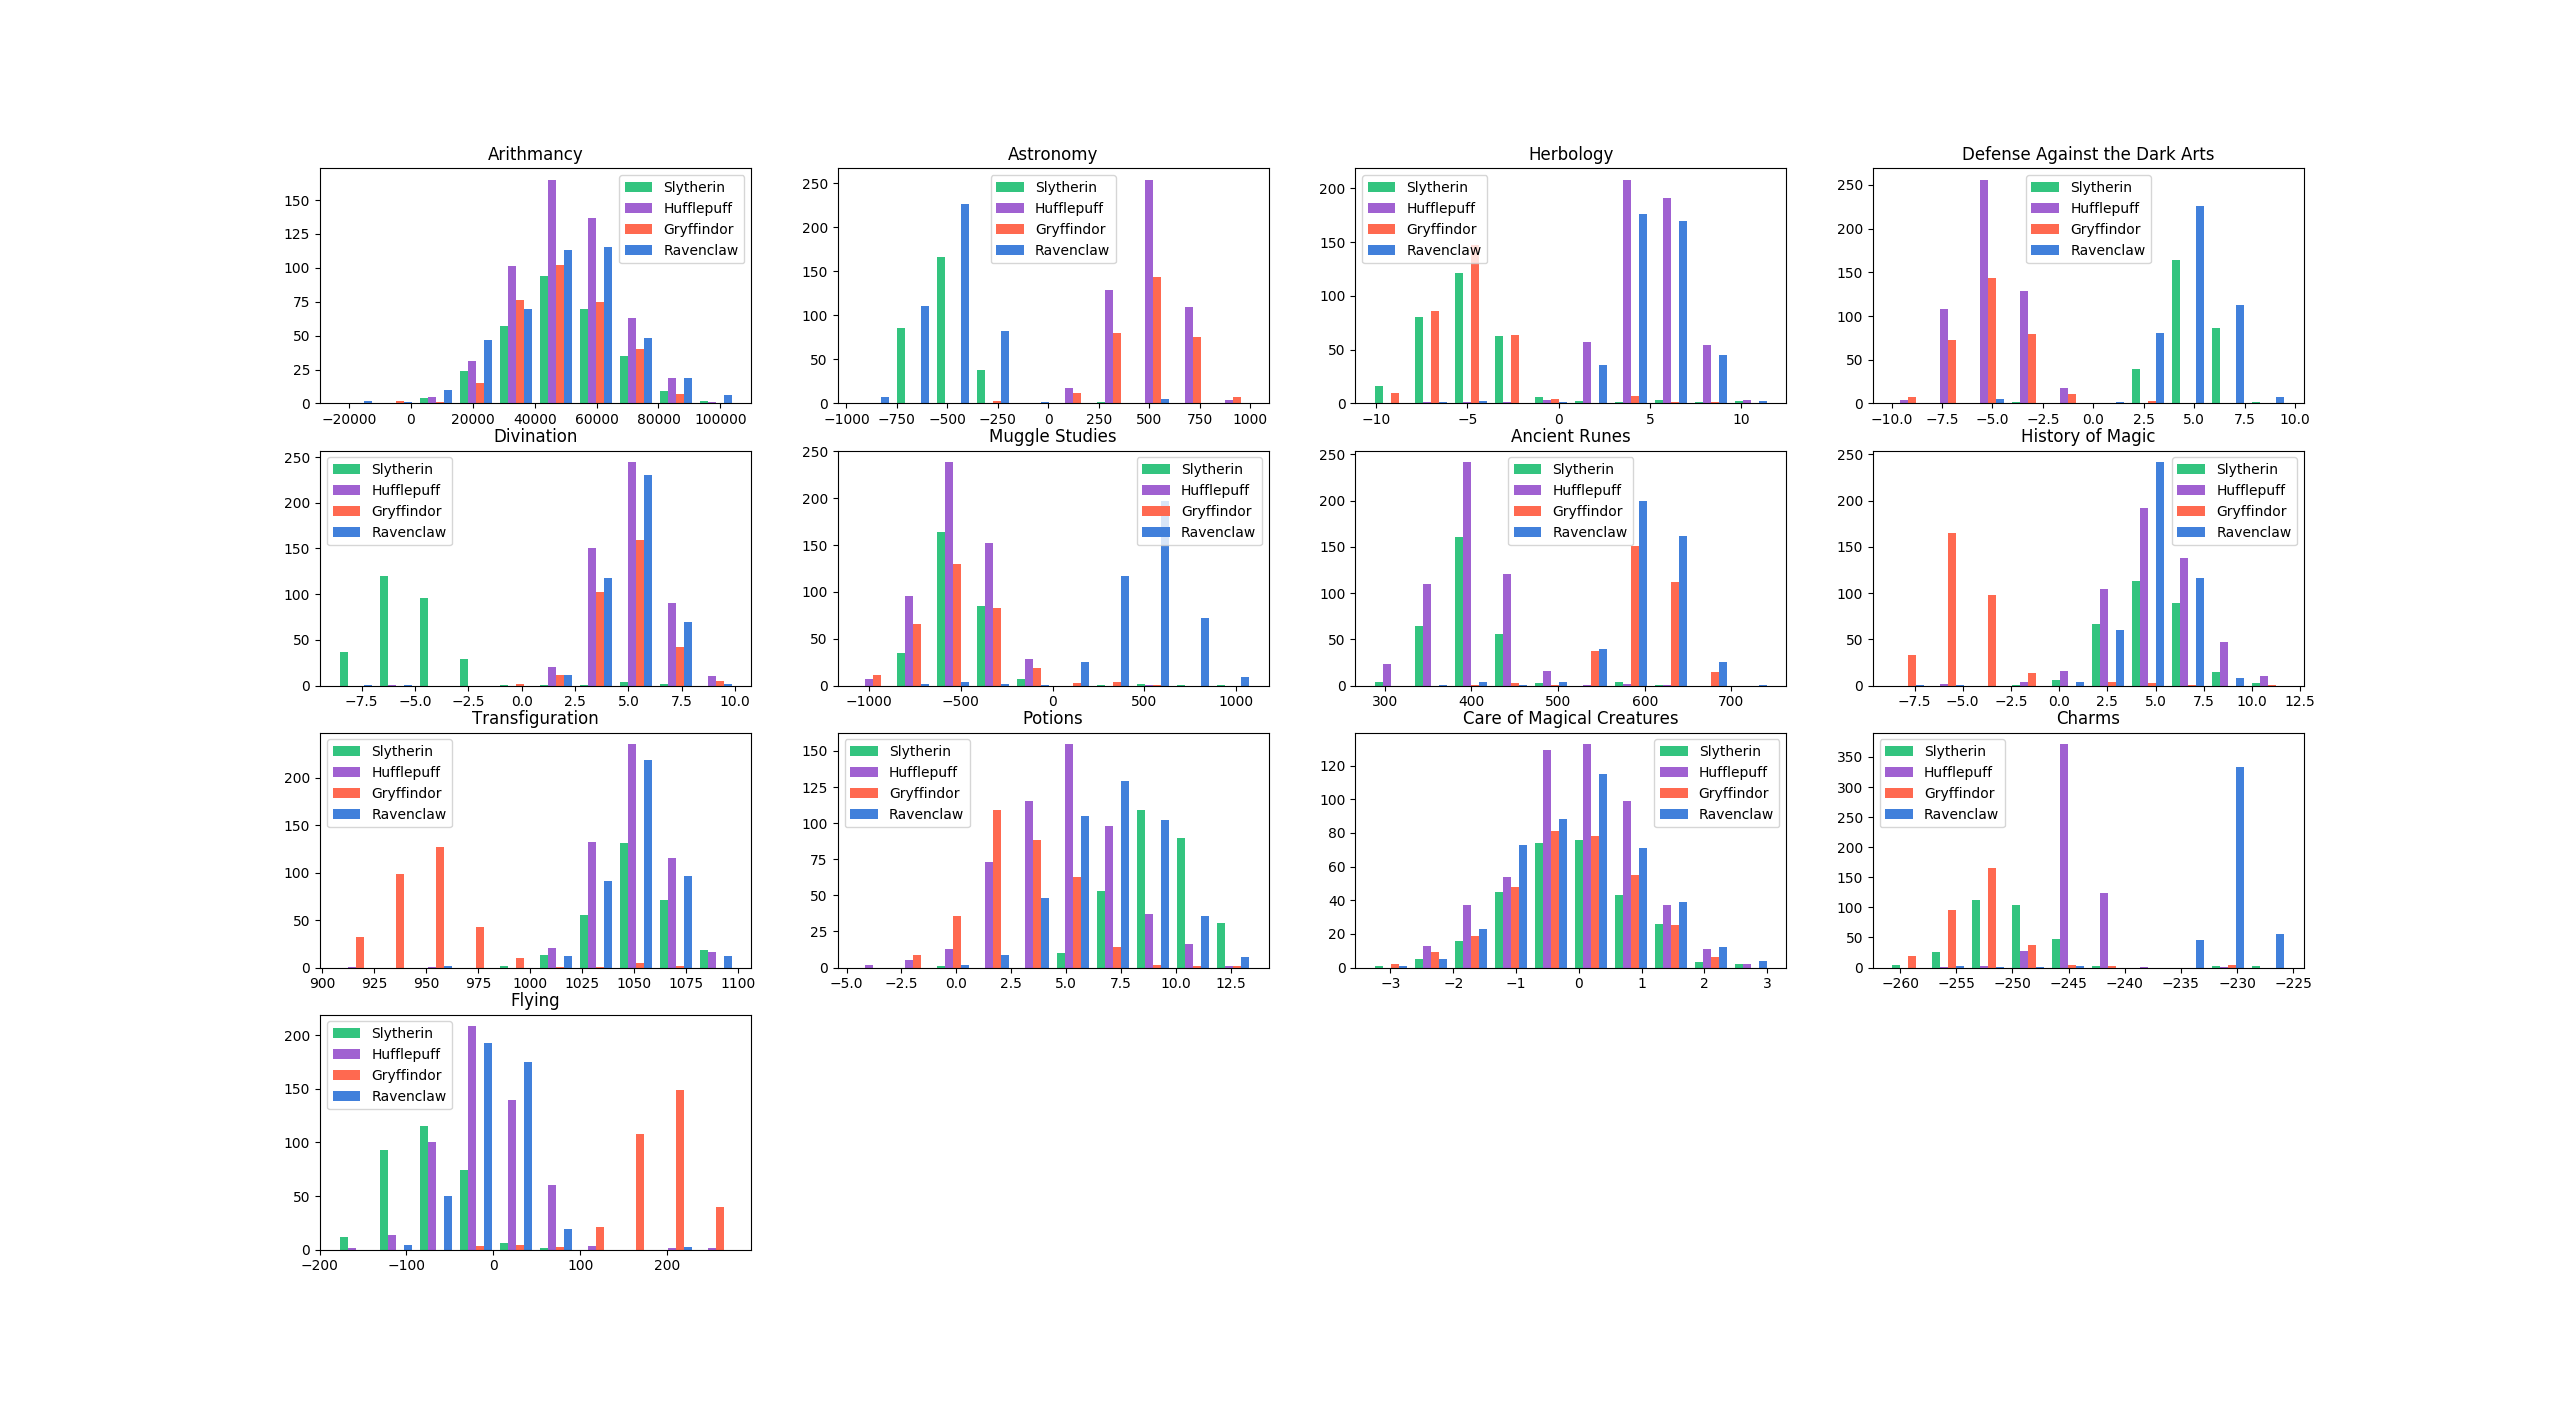 Arithmancy
Slytherin
Hufflepuff
Gryffindor
Ravenclaw
150
125
100
75
50
25
0
−20000 0 20000 40000 60000 80000 100000
Astronomy
Slytherin
Hufflepuff
Gryffindor
Ravenclaw
250
200
150
100
50
0
−1000 −750 −500 −250 0 250 500 750 1000
Herbology
Slytherin
Hufflepuff
Gryffindor
Ravenclaw
200
150
100
50
0
−10 −5 0 5 10
Defense Against the Dark Arts
Slytherin
Hufflepuff
Gryffindor
Ravenclaw
250
200
150
100
50
0
−10.0 −7.5 −5.0 −2.5 0.0 2.5 5.0 7.5 10.0
Divination
Slytherin
Hufflepuff
Gryffindor
Ravenclaw
250
200
150
100
50
0
−7.5 −5.0 −2.5 0.0 2.5 5.0 7.5 10.0
Muggle Studies
Slytherin
Hufflepuff
Gryffindor
Ravenclaw
250
200
150
100
50
0
−1000 −500 0 500 1000
Ancient Runes
Slytherin
Hufflepuff
Gryffindor
Ravenclaw
250
200
150
100
50
0
300 400 500 600 700
History of Magic
Slytherin
Hufflepuff
Gryffindor
Ravenclaw
250
200
150
100
50
0
−7.5 −5.0 −2.5 0.0 2.5 5.0 7.5 10.0 12.5
Transfiguration
Slytherin
Hufflepuff
Gryffindor
Ravenclaw
200
150
100
50
0
900 925 950 975 1000 1025 1050 1075 1100
Potions
Slytherin
Hufflepuff
Gryffindor
Ravenclaw
150
125
100
75
50
25
0
−5.0 −2.5 0.0 2.5 5.0 7.5 10.0 12.5
Care of Magical Creatures
Slytherin
Hufflepuff
Gryffindor
Ravenclaw
120
100
80
60
40
20
0
−3 −2 −1 0 1 2 3
Charms
Slytherin
Hufflepuff
Gryffindor
Ravenclaw
350
300
250
200
150
100
50
0
−260 −255 −250 −245 −240 −235 −230 −225
Flying
Slytherin
Hufflepuff
Gryffindor
Ravenclaw
200
150
100
50
0
−200 −100 0 100 200